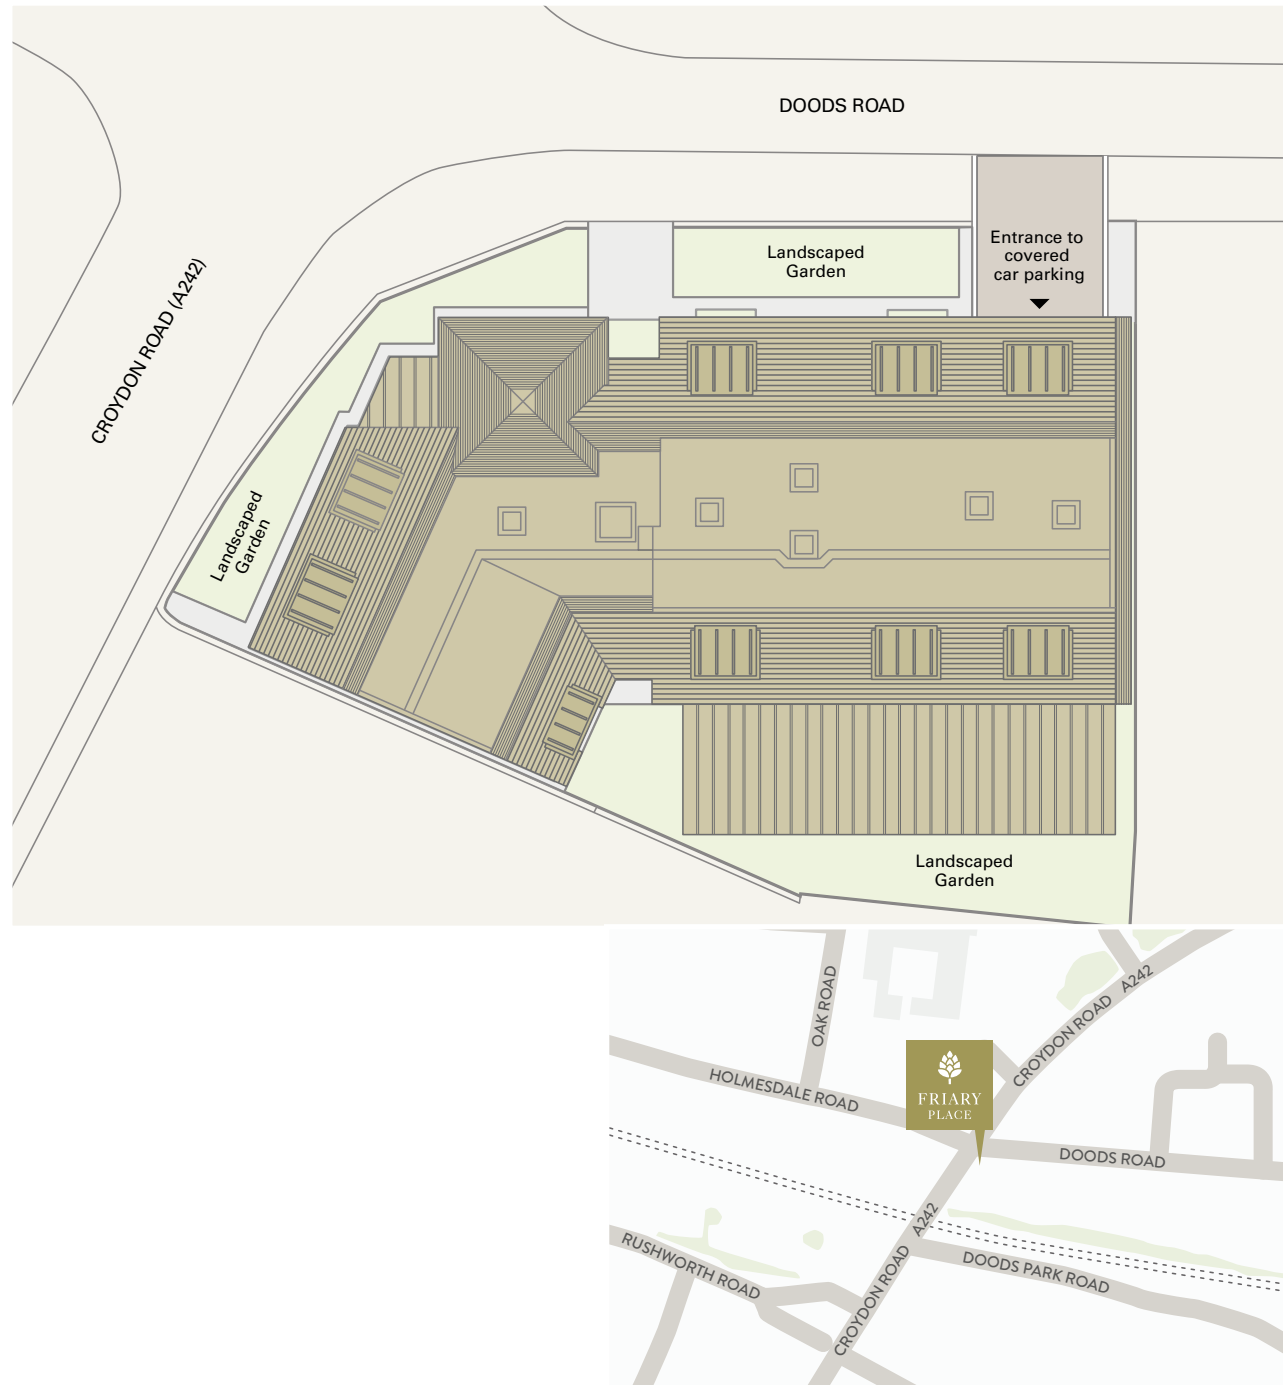 DOODS ROAD
CROYDON ROAD (A242)
Landscaped
Garden
Entrance to
covered
car parking
Landscaped
Garden
Landscaped
Garden
OAK ROAD
CROYDON ROAD A242
HOLMESDALE ROAD
FRIARY
PLACE
DOODS ROAD
CROYDON ROAD A242
RUSHWORTH ROAD
DOODS PARK ROAD